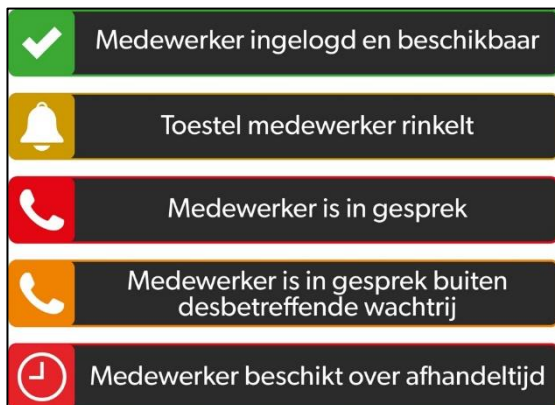 Medewerker ingelogd en beschikbaar
Toestel medewerker rinkelt
Medewerker is in gesprek
Medewerker is in gesprek buiten
desbetreffende wachtrij
Medewerker beschikt over afhandeltijd